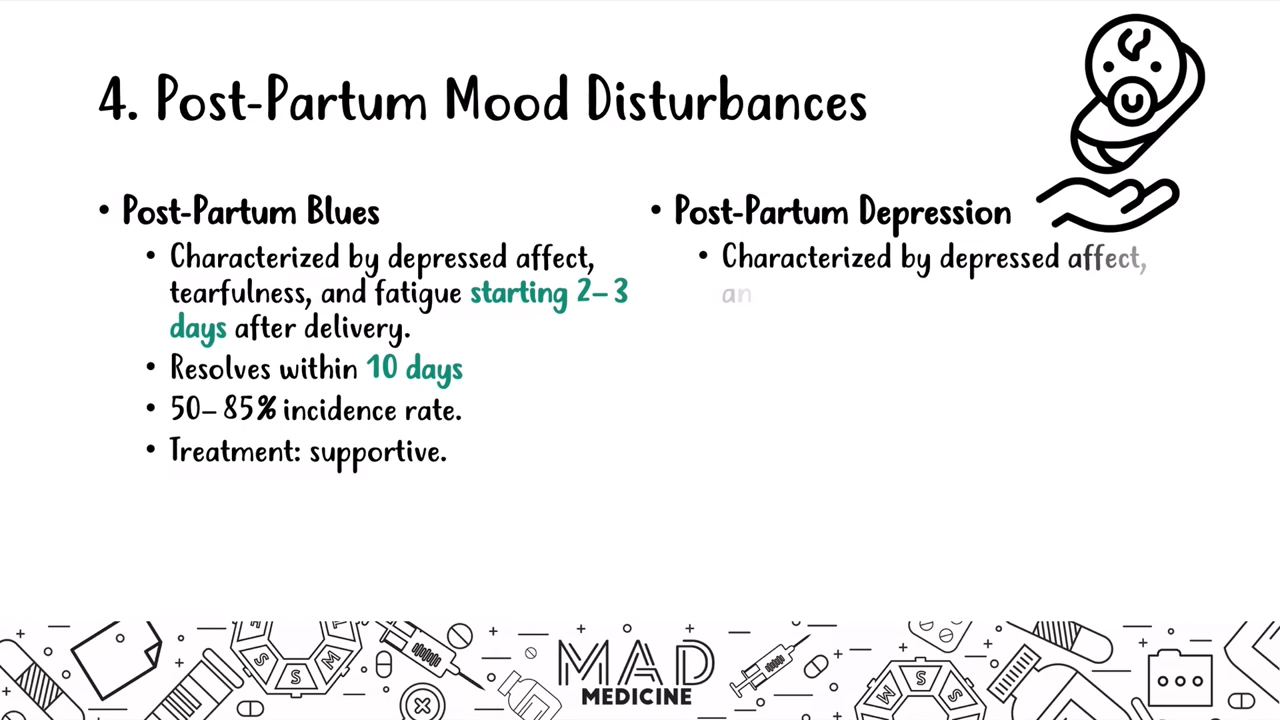 4. Post-Partum Mood Disturbances
• Post-Partum Blues
• Characterized by depressed affect,
tearfulness, and fatigue starting 2–3
days after delivery.
• Resolves within 10 days
• 50–85% incidence rate.
• Treatment: supportive.
• Post-Partum Depression
• Characterized by depressed affect,
an
S
S
M
M
S
S
MAD
MEDICINE